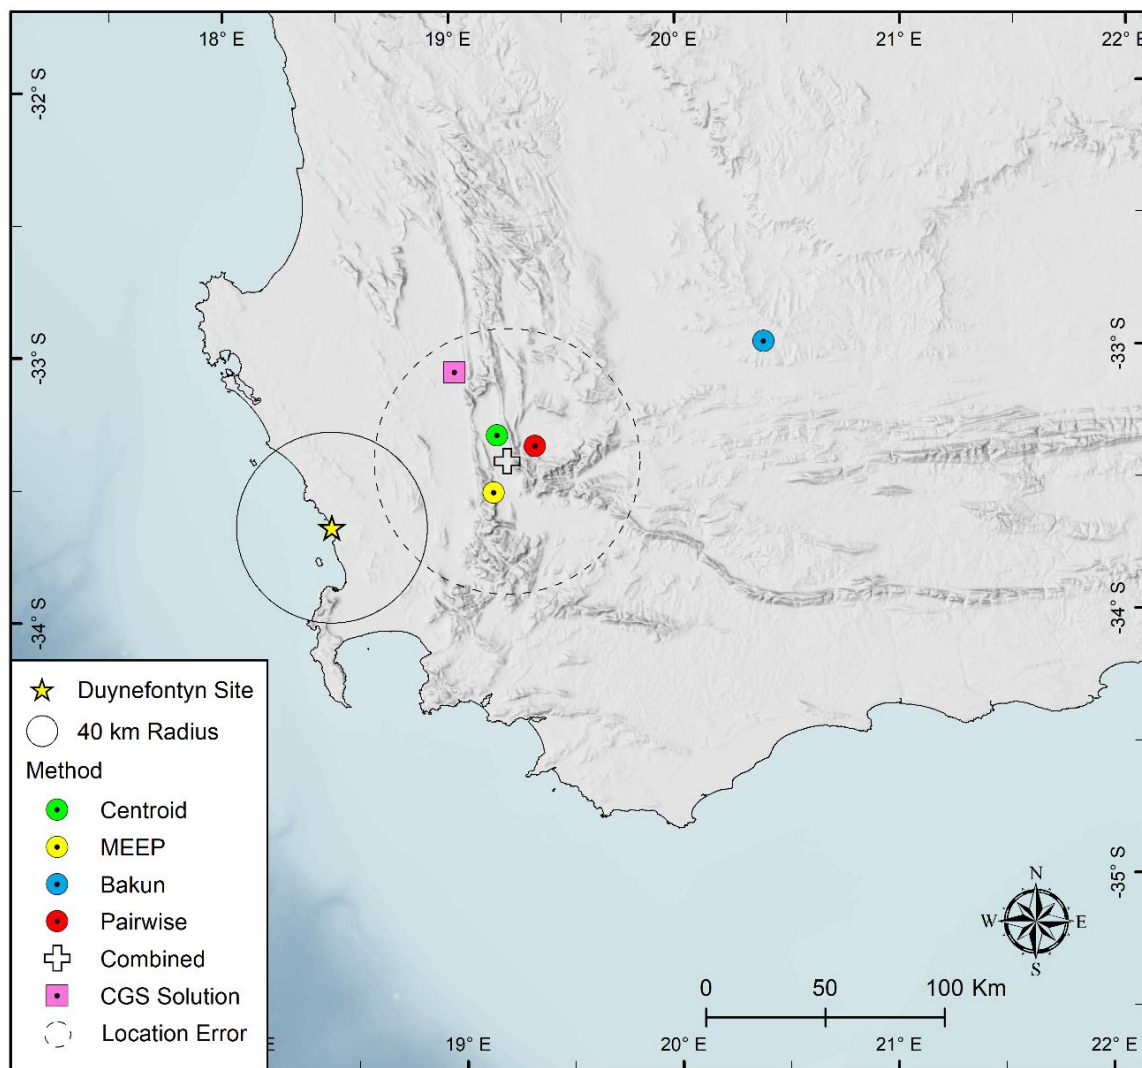 18° E 19° E 20° E 21° E 22° E
-32° S
-33° S -33° S
-34° S -34° S
Duynefontyn Site
40 km Radius
Method
Centroid
MEEP
Bakun
Pairwise
Combined
CGS Solution
Location Error
-35° S
N
W E
S
0 50 100 Km
19° E 20° E 21° E 22° E